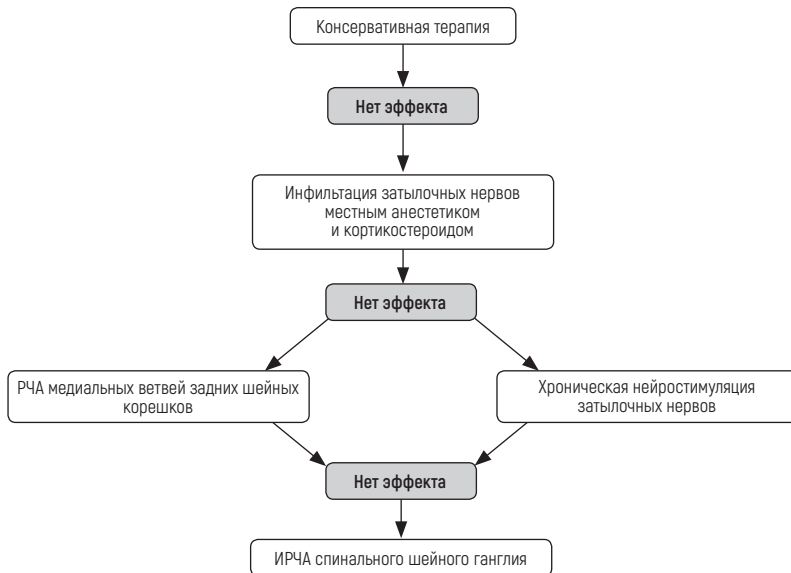 Консервативная терапия
Нет эффекта
Инфильтация затылочных нервов
местным анестетиком
и кортикостероидом
Нет эффекта
РЧА медиальных ветвей задних шейных
корешков
Хроническая нейростимуляция
затылочных нервов
Нет эффекта
ИРЧА спинального шейного ганглия